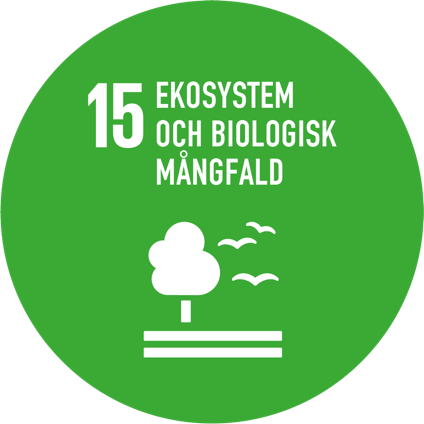 15 EKOSYSTEM
OCH BIOLOGISK
MÅNGFALD